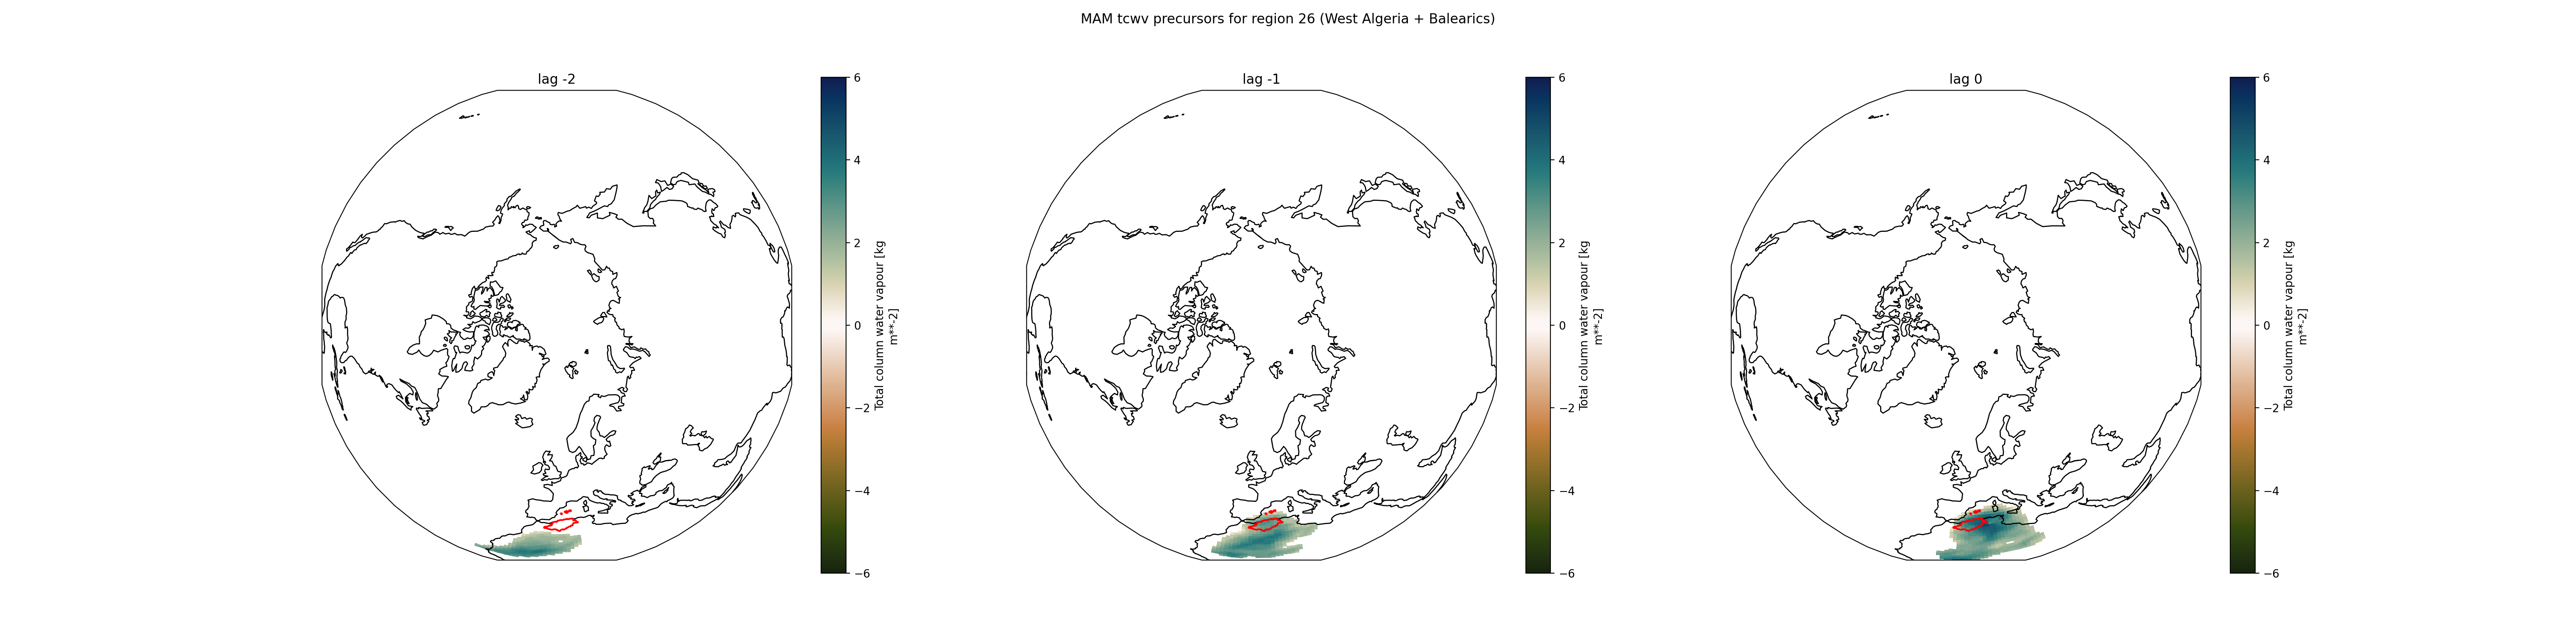 MAM tcwv precursors for region 26 (West Algeria + Balearics)
lag -2
6
4
2
0
−2
−4
−6
Total column water vapour [kg
m**-2]
lag -1
6
4
2
0
−2
−4
−6
Total column water vapour [kg
m**-2]
lag 0
6
4
2
0
−2
−4
−6
Total column water vapour [kg
m**-2]